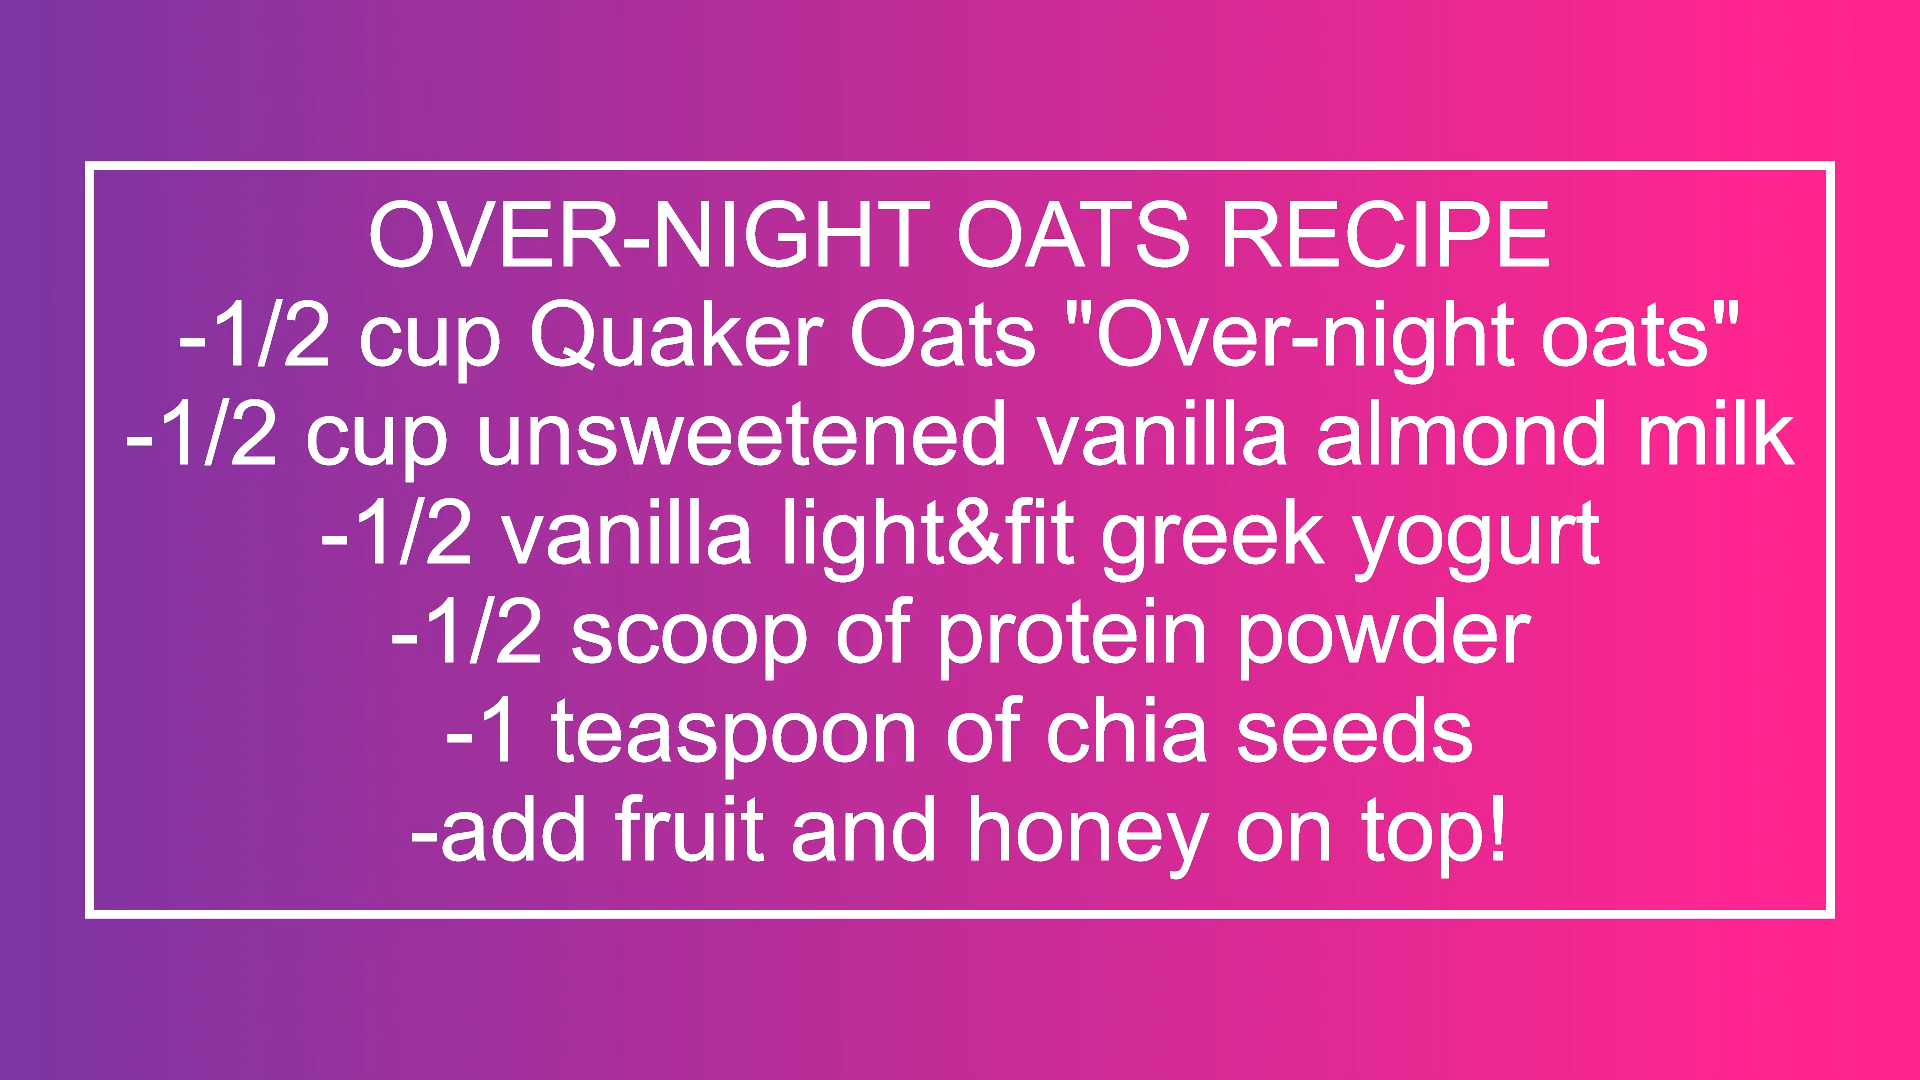 OVER-NIGHT OATS RECIPE
-1/2 cup Quaker Oats "Over-night oats"
-1/2 cup unsweetened vanilla almond milk
-1/2 vanilla light&fit greek yogurt
-1/2 scoop of protein powder
-1 teaspoon of chia seeds
-add fruit and honey on top!